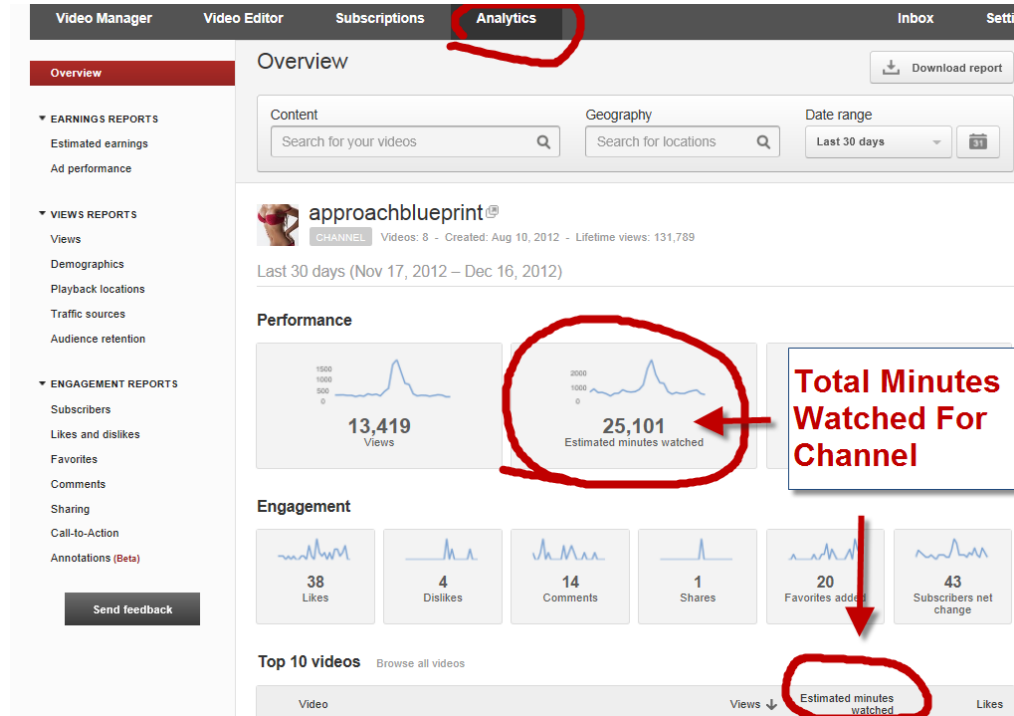 Video Manager Video Editor Subscriptions Analytics Inbox
Overview
Overview
Download report
EARNINGS REPORTS
Estimated earnings
Ad performance
VIEWS REPORTS
Views
Demographics
Playback locations
Traffic sources
Audience retention
ENGAGEMENT REPORTS
Subscribers
Likes and dislikes
Favorites
Comments
Sharing
Call-to-Action
Annotations (Beta)
Send feedback
Content Geography Date range
Search for your videos Search for locations Last 30 days 31
approachblueprint
CHANNEL Videos: 8 - Created: Aug 10, 2012 - Lifetime views: 131,789
Last 30 days (Nov 17, 2012 – Dec 16, 2012)
Performance
1500
1000
500
0
13,419
Views
2000
1000
0
25,101
Estimated minutes watched
Total Minutes
Watched For
Channel
Engagement
38 4 14 1 20 43
Likes Dislikes Comments Shares Favorites added Subscribers net
change
Top 10 videos Browse all videos
Video Views Estimated minutes Likes
watched